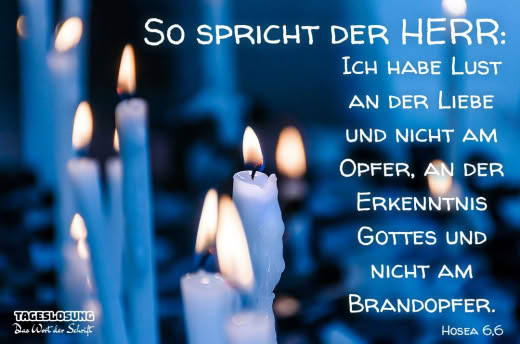 So spricht der HERR:
Ich habe Lust
an der Liebe
und nicht am
Opfer, an der
Erkenntnis
Gottes und
nicht am
Brandopfer.
Hosea 6,6
TAGESLOSUNG
Das Wort der Schrift